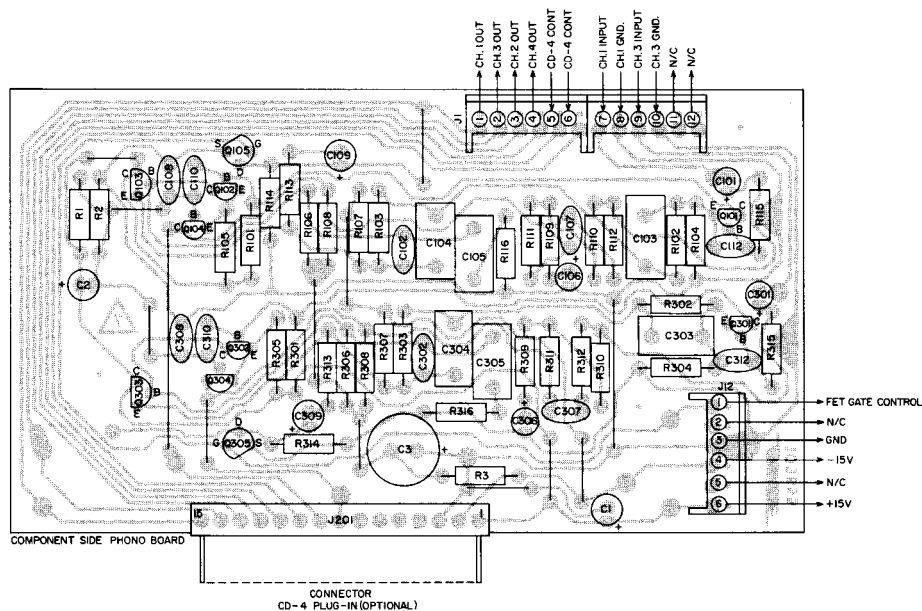 CH. 1 OUT
CH. 3 OUT
CH. 2 OUT
CH. 4 OUT
CD-4 CONT
CD-4 CONT
CH. 1 INPUT
CH. 1 GND.
CH. 3 INPUT
CH. 3 GND.
N/C
N/C
J1
1 2 3 4 5 6 7 8 9 10 11 12
S Q105 G
D
C109
C101
E C
Q101
B
R115
C Q103 B
E
C108
C110
B
C Q102 E
R114
R113
R1
R2
B
C Q104 E
R105
R101
R106
R108
R107
R103
C102
C104
C105
R116
R111
R109
C107
R110
R112
C103
R102
R104
C112
+ C2
+
C106
R302
C301
C308
C310
B
Q302
C E
R305
R301
R313
R306
R308
R307
R303
C302
C304
C305
R309
R311
R312
R310
C303
R304
E Q301 C
B
C312
R315
C
Q303 B
E
Q304
C309
+
R316
C306
C307
J12
1 FET GATE CONTROL
2 N/C
3 GND
4 -15V
5 N/C
6 +15V
D
G Q305 S
R314
C3 +
R3
C1
+
15 J201 1
COMPONENT SIDE PHONO BOARD
CONNECTOR
CD-4 PLUG-IN (OPTIONAL)